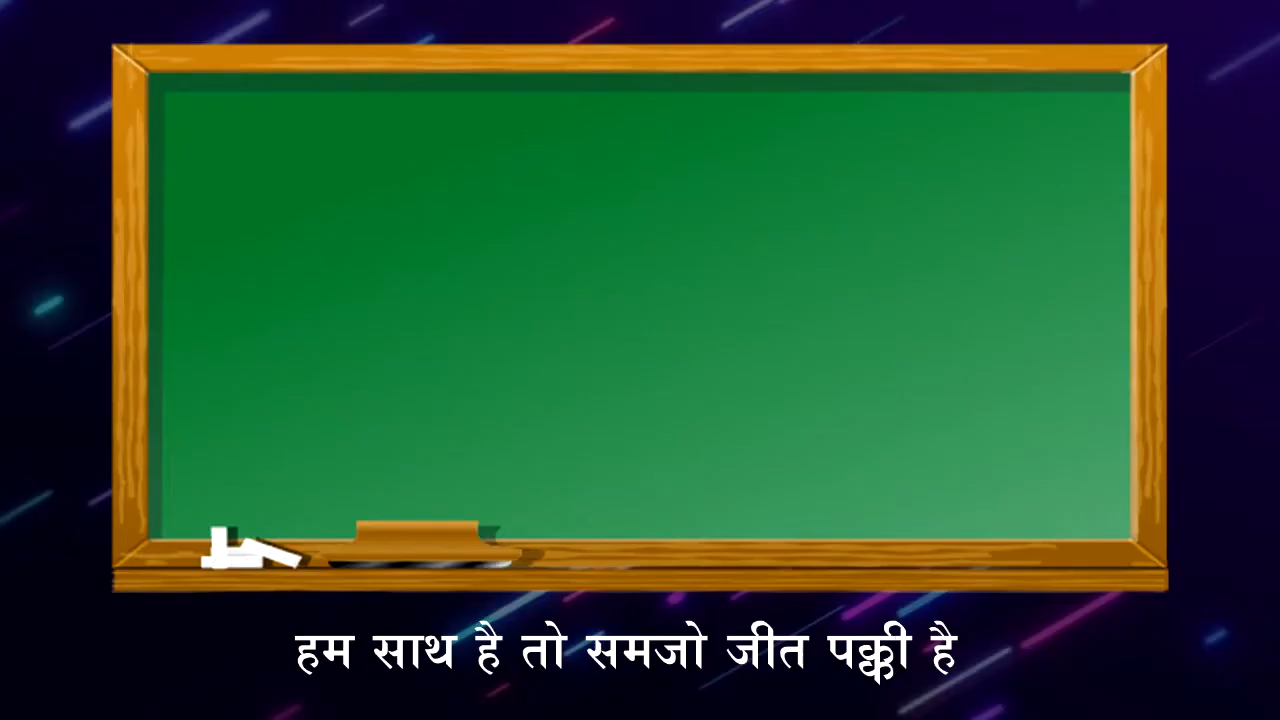 हम साथ है तो समजो जीत पक्की है